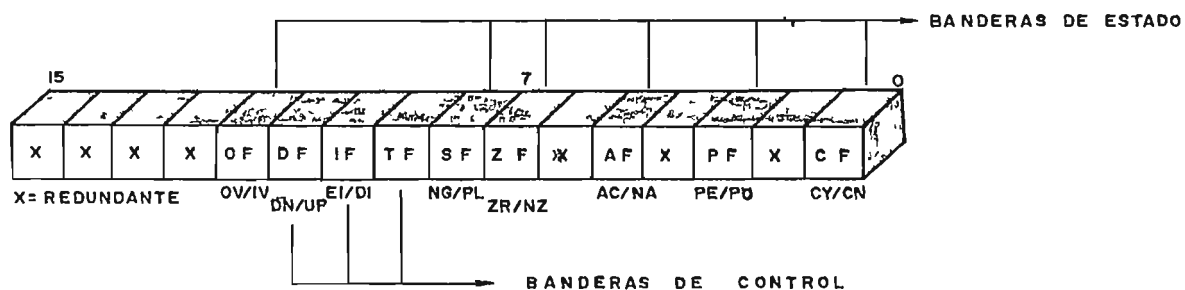 BANDERAS DE ESTADO
15 7 0
X X X X OF DF IF TF SF ZF X AF X PF X CF
X= REDUNDANTE OV/IV DN/UP EI/DI NG/PL ZR/NZ AC/NA PE/PO CY/CN
BANDERAS DE CONTROL